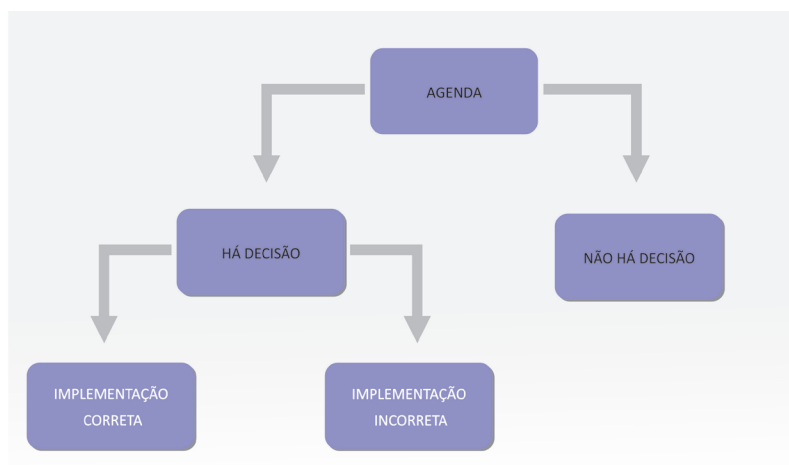 AGENDA
HÁ DECISÃO
NÃO HÁ DECISÃO
IMPLEMENTAÇÃO
CORRETA
IMPLEMENTAÇÃO
INCORRETA